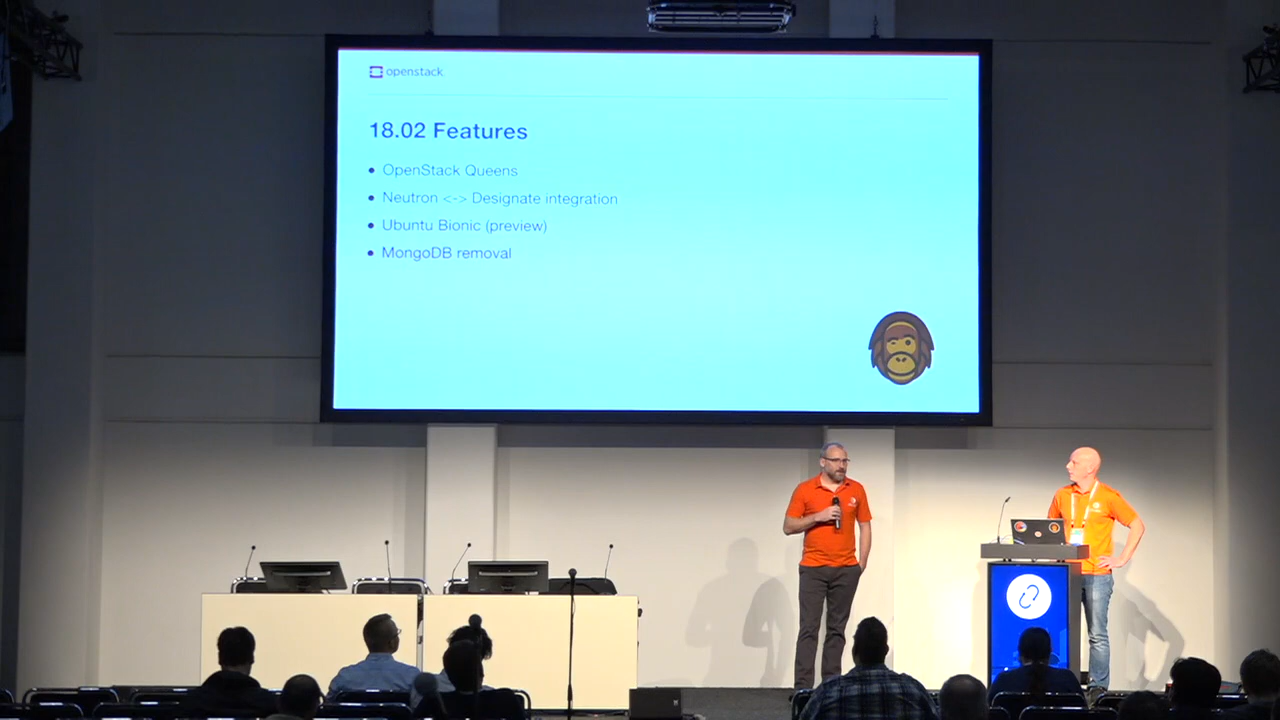 openstack
18.02 Features
• OpenStack Queens
• Neutron <-> Designate integration
• Ubuntu Bionic (preview)
• MongoDB removal